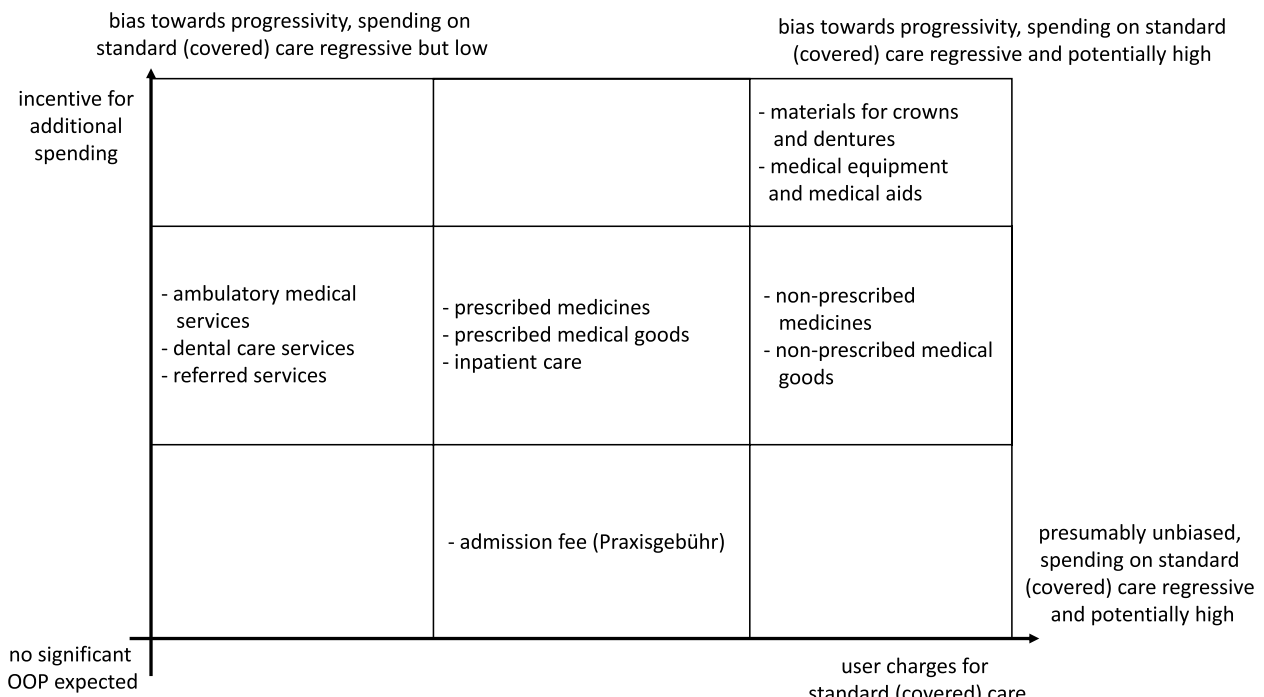 bias towards progressivity, spending on
standard (covered) care regressive but low
bias towards progressivity, spending on standard
(covered) care regressive and potentially high
incentive for
additional
spending
- materials for crowns
and dentures
- medical equipment
and medical aids
- ambulatory medical
services
- dental care services
- referred services
- prescribed medicines
- prescribed medical goods
- inpatient care
- non-prescribed
medicines
- non-prescribed medical
goods
- admission fee (Praxisgebühr)
presumably unbiased,
spending on standard
(covered) care regressive
and potentially high
no significant
OOP expected
user charges for
standard (covered) care